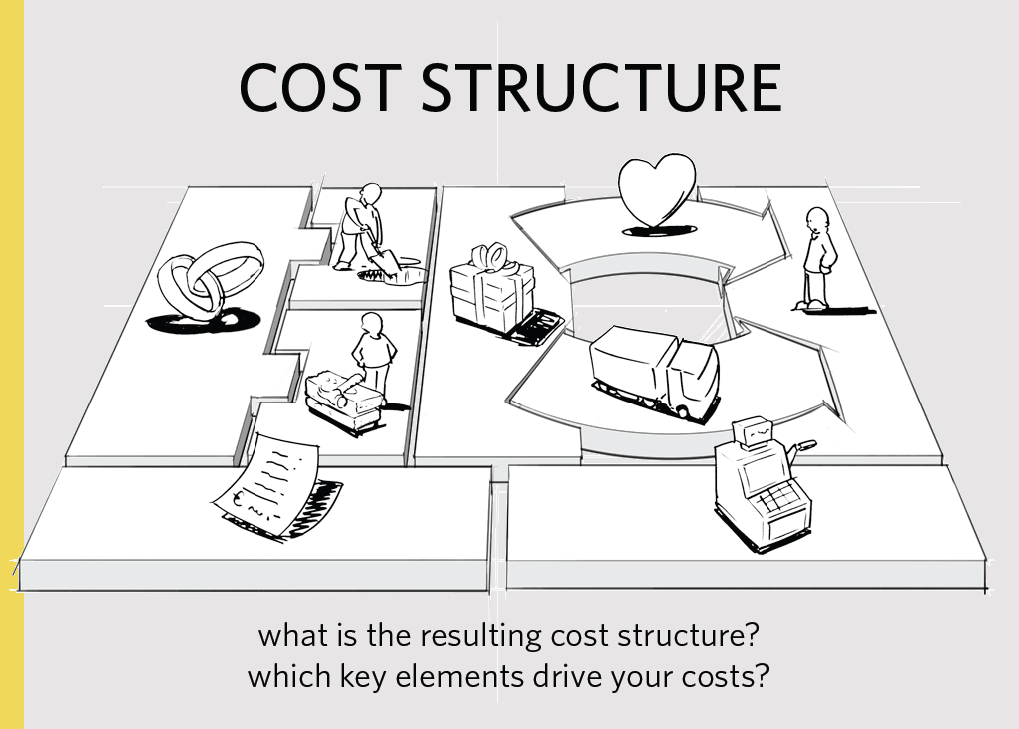 COST STRUCTURE
€
what is the resulting cost structure?
which key elements drive your costs?